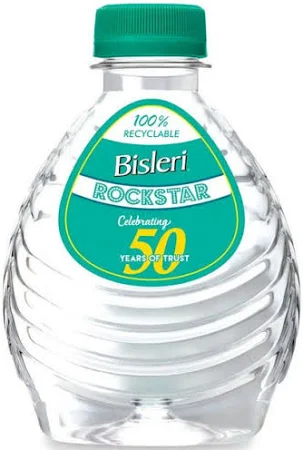 100%
RECYCLABLE
Bisleri
ROCKSTAR
Celebrating
50
YEARS OF TRUST